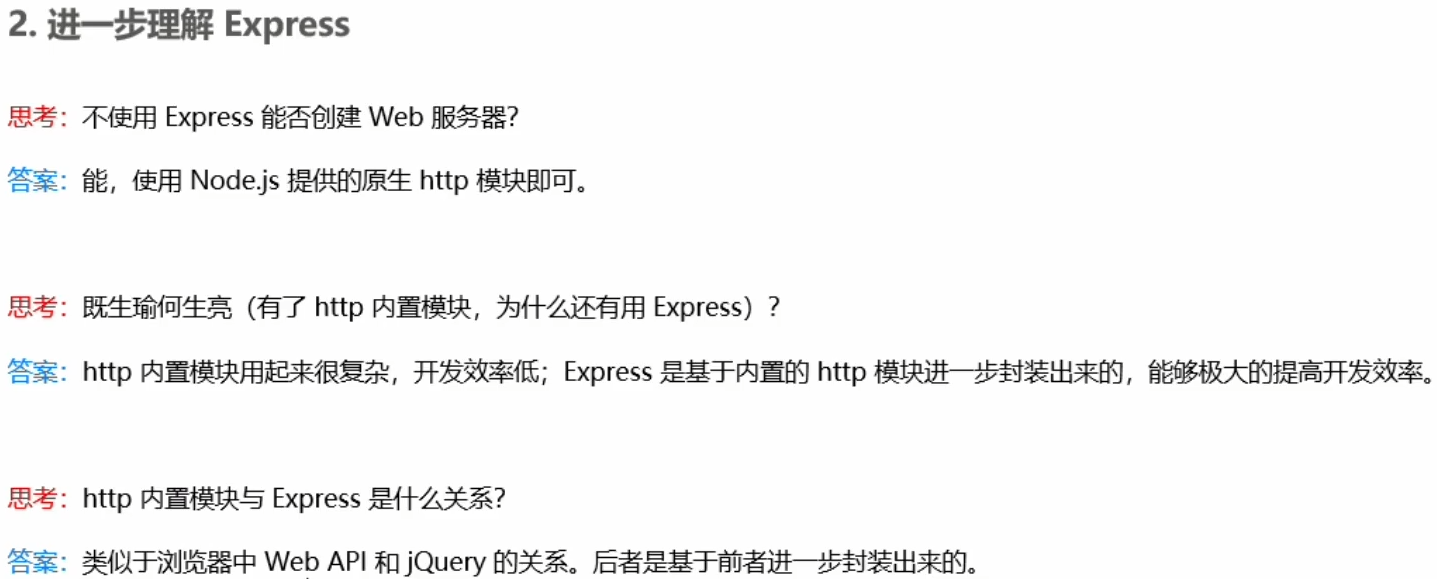 2. 进一步理解 Express
思考：不使用 Express 能否创建 Web 服务器？
答案：能，使用 Node.js 提供的原生 http 模块即可。
思考：既生瑜何生亮（有了 http 内置模块，为什么还有用 Express）？
答案：http 内置模块用起来很复杂，开发效率低；Express 是基于内置的 http 模块进一步封装出来的，能够极大的提高开发效率。
思考：http 内置模块与 Express 是什么关系？
答案：类似于浏览器中 Web API 和 jQuery 的关系。后者是基于前者进一步封装出来的。